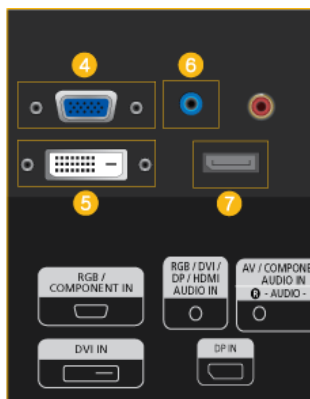 4
6
5
7
RGB /
COMPONENT IN
RGB / DVI /
DP / HDMI
AUDIO IN
AV / COMPONE
AUDIO IN
R - AUDIO -
DVI IN
DP IN